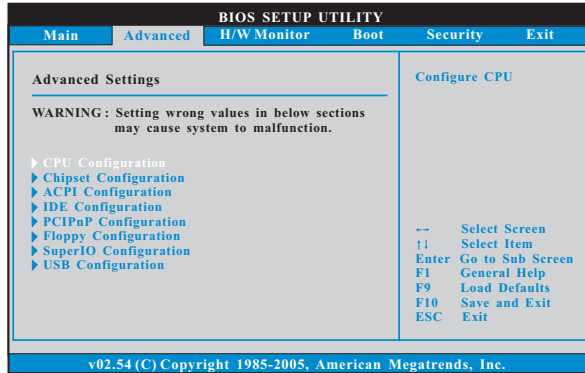 BIOS SETUP UTILITY
Main Advanced H/W Monitor Boot Security Exit
Advanced Settings
WARNING : Setting wrong values in below sections
may cause system to malfunction.
CPU Configuration
Chipset Configuration
ACPI Configuration
IDE Configuration
PCIPnP Configuration
Floppy Configuration
SuperIO Configuration
USB Configuration
Configure CPU
←→ Select Screen
↑↓ Select Item
Enter Go to Sub Screen
F1 General Help
F9 Load Defaults
F10 Save and Exit
ESC Exit
v02.54 (C) Copyright 1985-2005, American Megatrends, Inc.